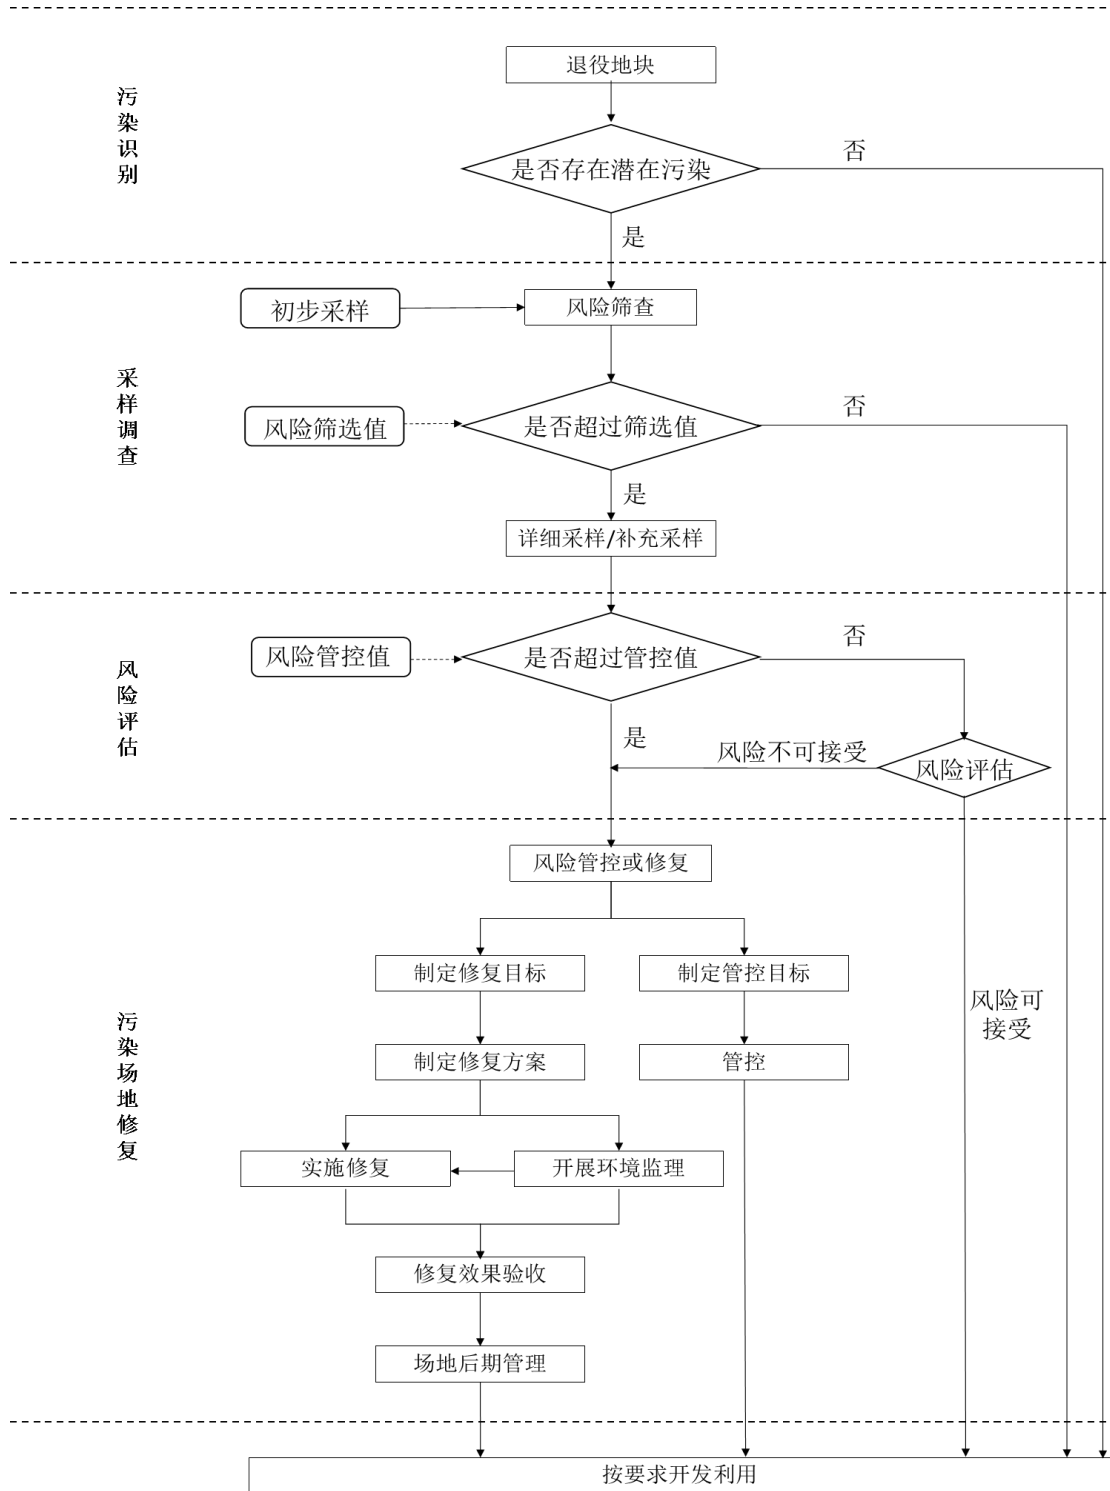 退役地块
污染识别
是否存在潜在污染
否
是
初步采样
风险筛查
采样调查
风险筛选值
是否超过筛选值
否
是
详细采样/补充采样
风险评估
风险管控值
是否超过管控值
否
是
风险不可接受
风险评估
风险管控或修复
制定修复目标
制定管控目标
风险可
接受
污染场地修复
制定修复方案
管控
实施修复
开展环境监理
修复效果验收
场地后期管理
按要求开发利用